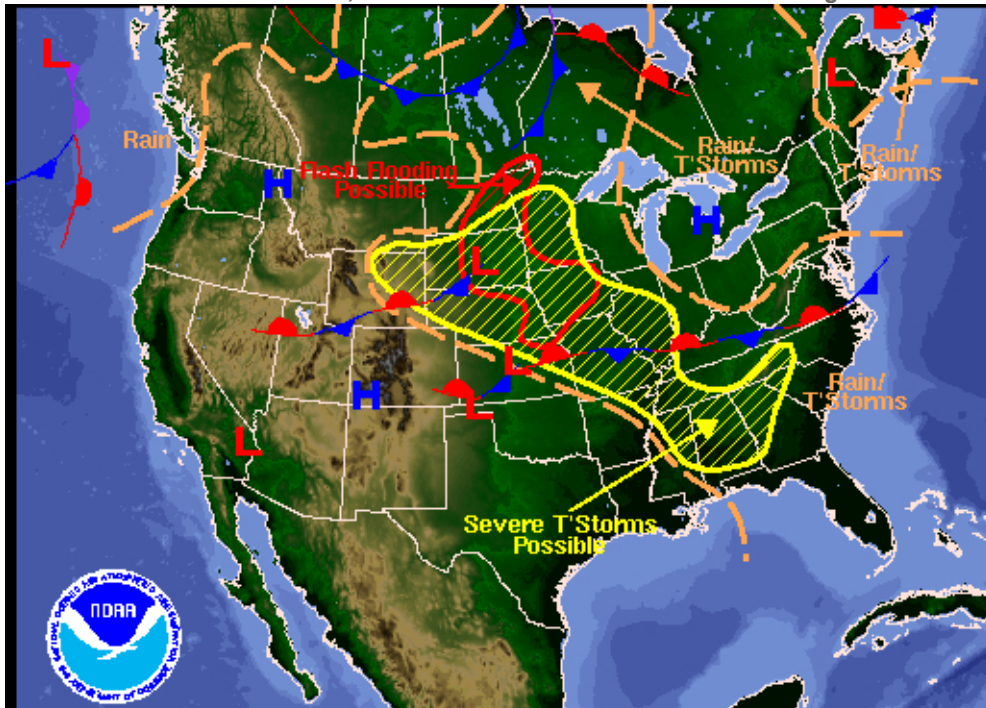 L
L
Rain
Rain/
T'Storms
Rain/
T'Storms
Flash Flooding
Possible
H
H
L
L
H
L
Rain/
T'Storms
L
Severe T'Storms
Possible
NOAA